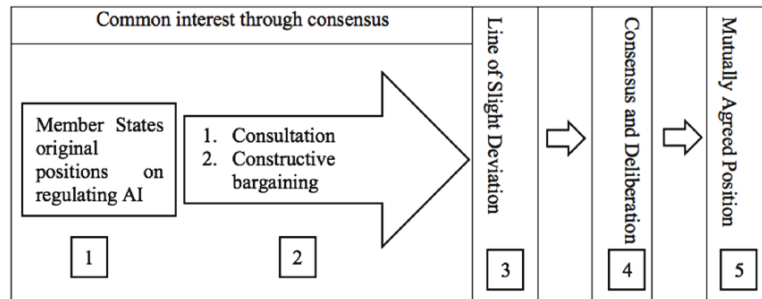 Common interest through consensus
Member States
original
positions on
regulating AI
1
1. Consultation
2. Constructive
bargaining
2
Line of Slight Deviation
3
Consensus and Deliberation
4
Mutually Agreed Position
5